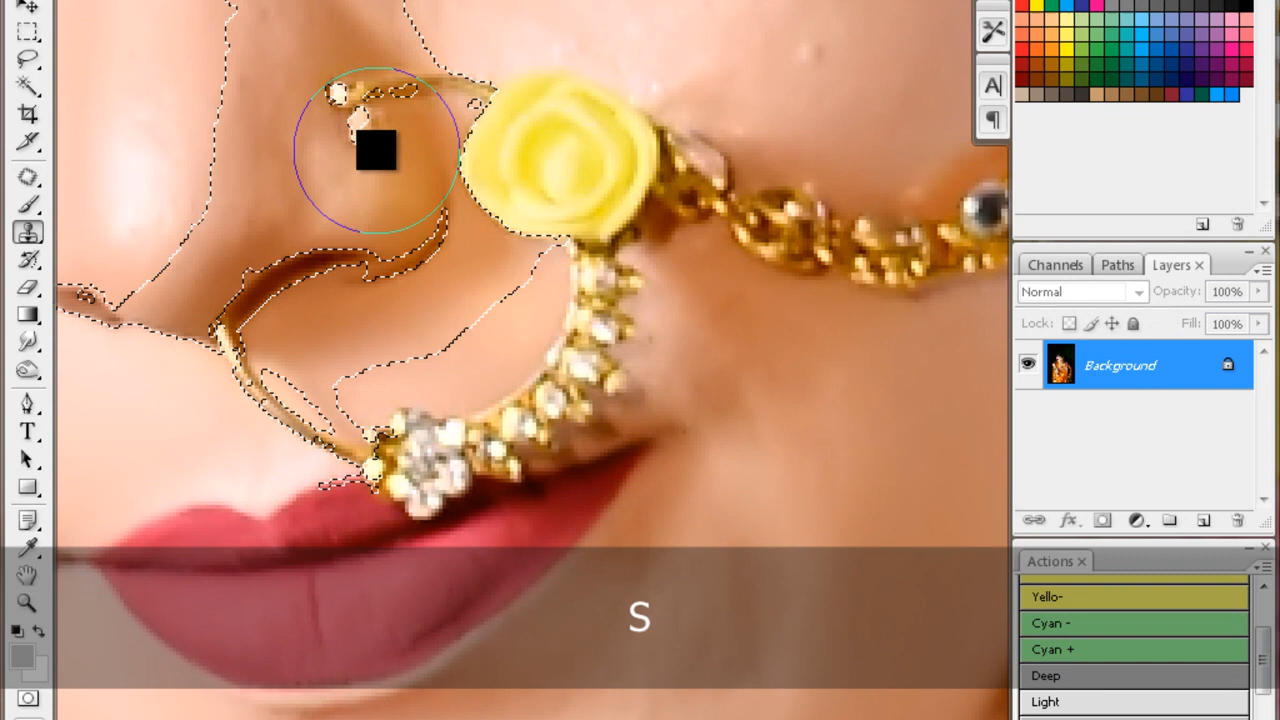 A
Channels
Paths
Layers
Normal
Opacity: 100%
Lock:
Fill: 100%
Background
T
Actions
Yello-
Cyan -
Cyan +
Deep
Light
S